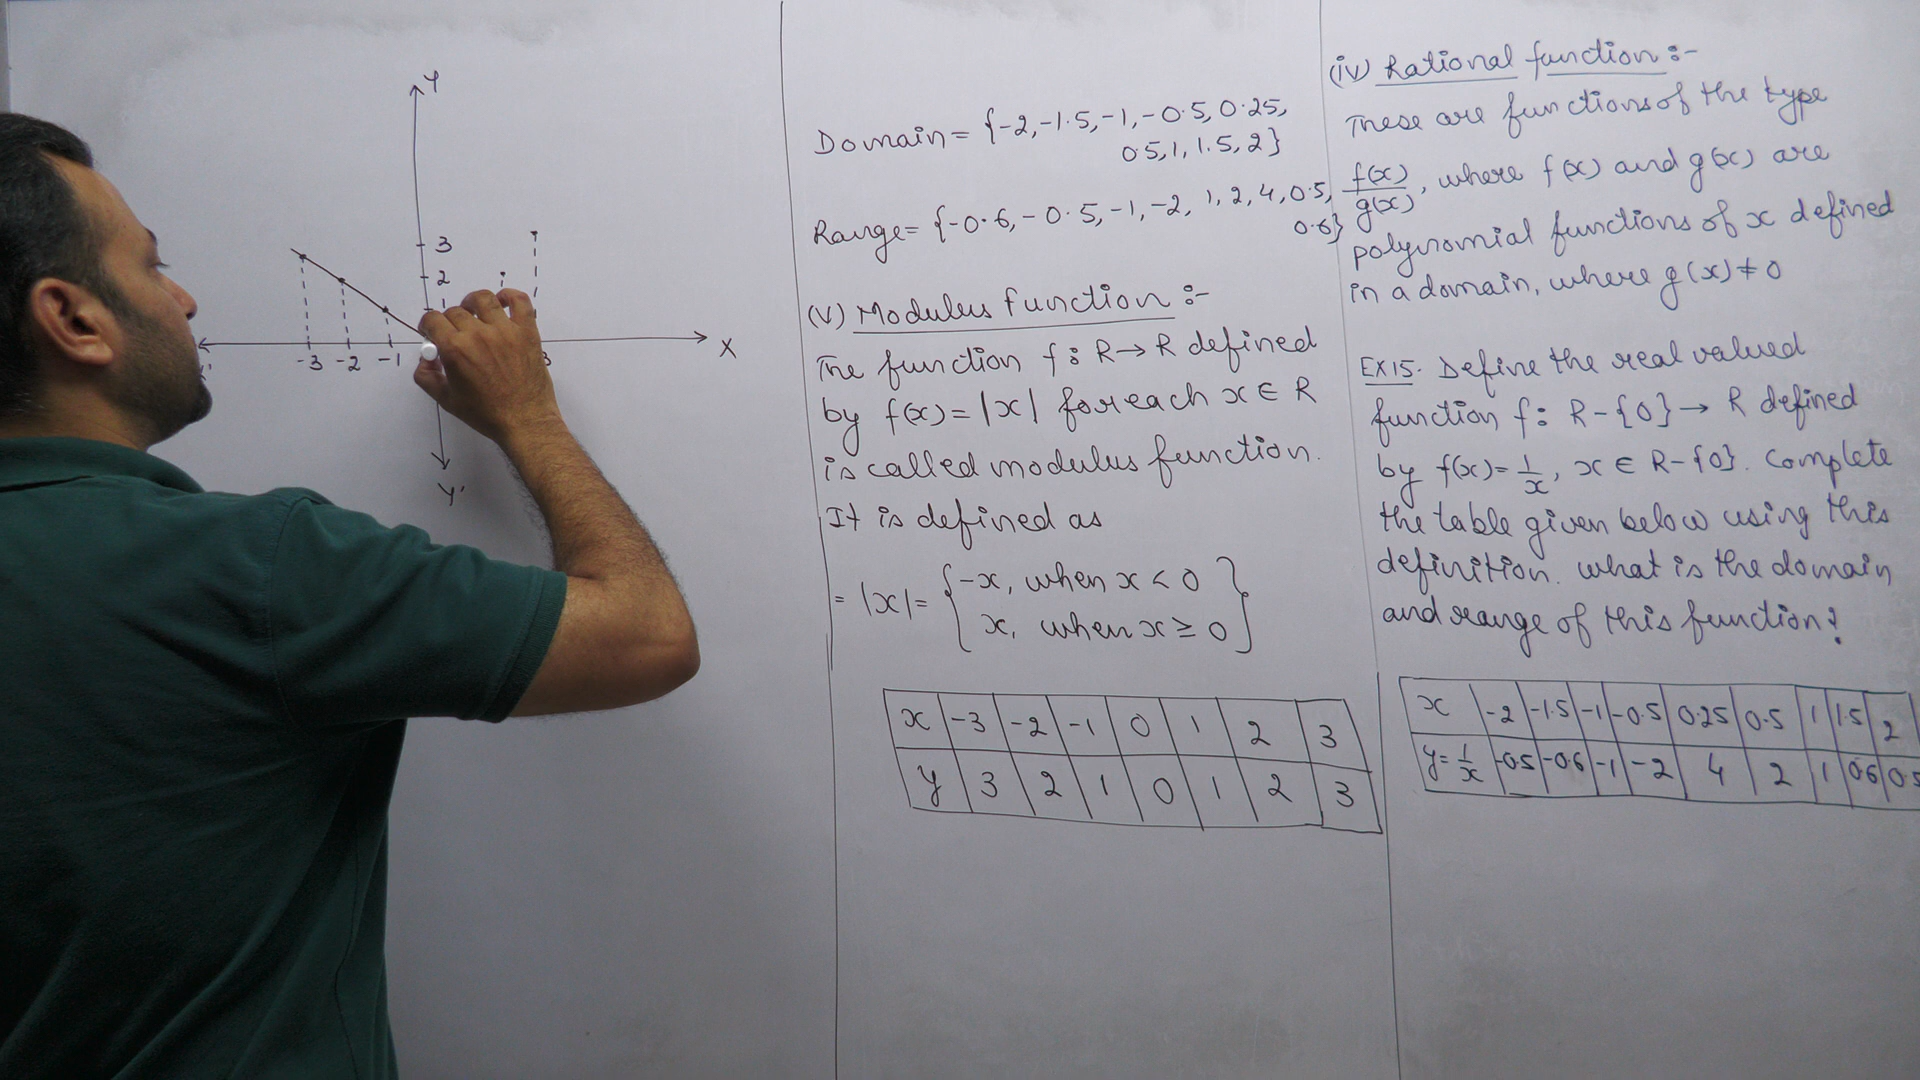 Y
3
2
-3 -2 -1 3 X
Y'
Domain = {-2, -1.5, -1, -0.5, 0.25,
0.5, 1, 1.5, 2}
Range = {-0.6, -0.5, -1, -2, 1, 2, 4, 0.5,
0.6}
(V) Modulus function :-
The function f : R→R defined
by f(x) = |x| for each x ∈ R
is called modulus function.
It is defined as
= |x| = { -x, when x < 0 }
x, when x ≥ 0
x -3 -2 -1 0 1 2 3
y 3 2 1 0 1 2 3
(iv) Rational function :-
These are functions of the type
f(x)/g(x), where f(x) and g(x) are
polynomial functions of x defined
in a domain, where g(x) ≠ 0
EX15. Define the real valued
function f : R-{0} → R defined
by f(x) = 1/x, x ∈ R-{0}. Complete
the table given below using this
definition. what is the domain
and range of this function?
x -2 -1.5 -1 -0.5 0.25 0.5 1 1.5 2
y = 1/x -0.5 -0.6 -1 -2 4 2 1 0.6 0.5